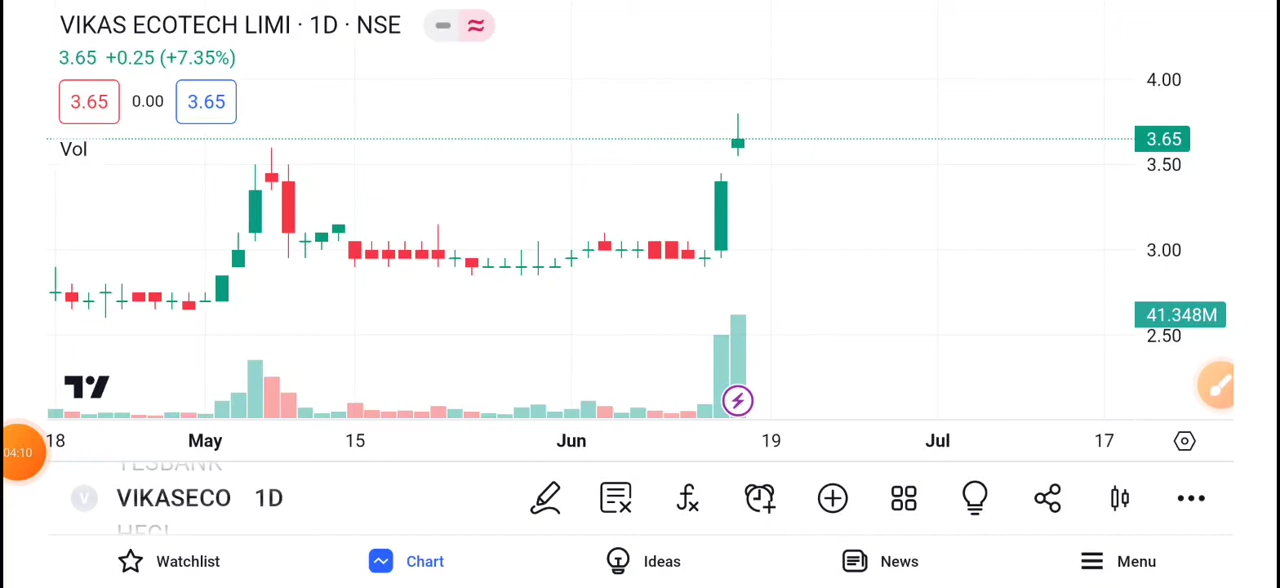 VIKAS ECOTECH LIMI · 1D · NSE
3.65 +0.25 (+7.35%)
3.65 0.00 3.65
Vol
4.00
3.65
3.50
3.00
41.348M
2.50
18 May 15 Jun 19 Jul 17
04:10
YESBANK
V VIKASECO 1D
Watchlist Chart Ideas News Menu